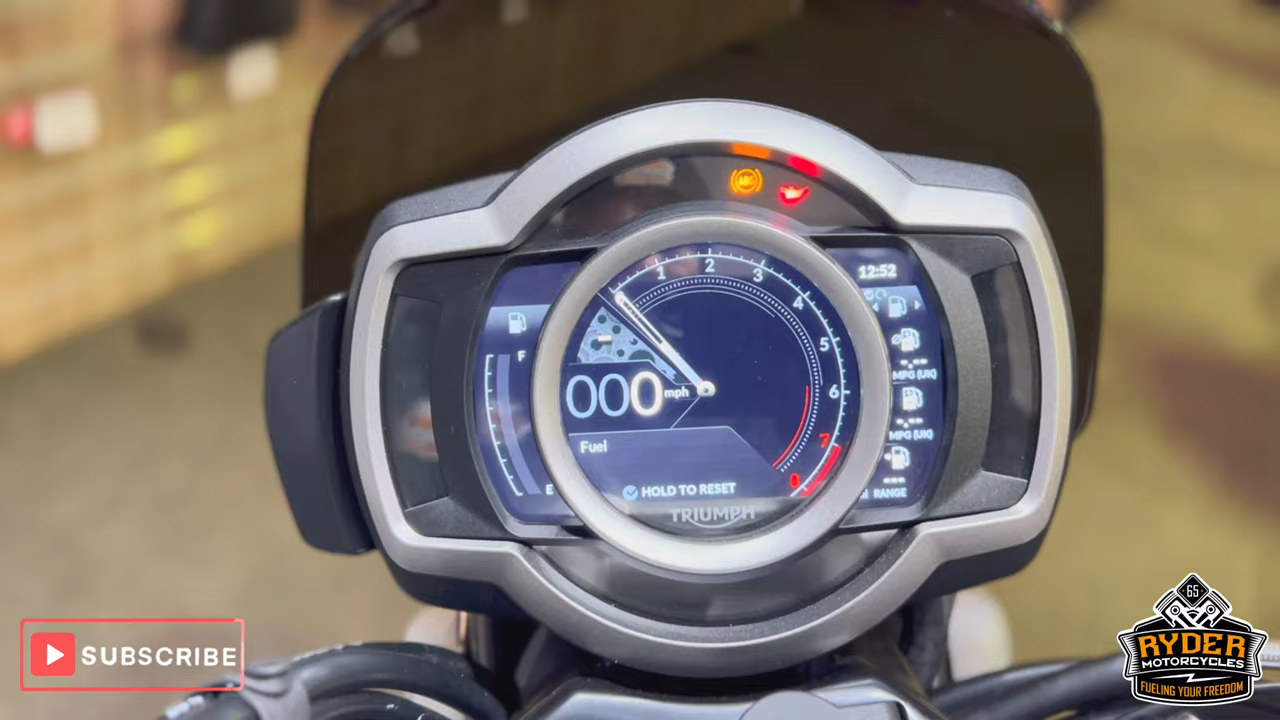 ABS
1
2
3
4
5
6
7
8
12:52
F
E
000 mph
Fuel
HOLD TO RESET
TRIUMPH
-.-
MPG (UK)
-.-
MPG (UK)
---
RANGE
SUBSCRIBE
65
RYDER
MOTORCYCLES
FUELING YOUR FREEDOM